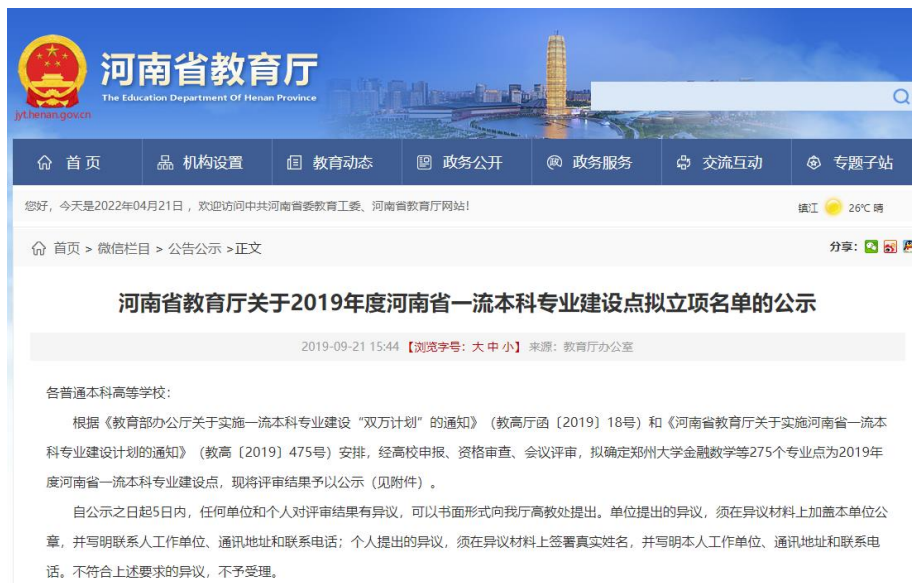 河南省教育厅
The Education Department Of Henan Province
jyt.henan.gov.cn
首页 机构设置 教育动态 政务公开 政务服务 交流互动 专题子站
您好，今天是2022年04月21日，欢迎访问中共河南省委教育工委、河南省教育厅网站！ 镇江 26℃ 晴
首页 > 微信栏目 > 公告公示 >正文 分享：
河南省教育厅关于2019年度河南省一流本科专业建设点拟立项名单的公示
2019-09-21 15:44 【浏览字号：大 中 小】 来源：教育厅办公室
各普通本科高等学校：
根据《教育部办公厅关于实施一流本科专业建设“双万计划”的通知》（教高厅函〔2019〕18号）和《河南省教育厅关于实施河南省一流本
科专业建设计划的通知》（教高〔2019〕475号）安排，经高校申报、资格审查、会议评审，拟确定郑州大学金融数学等275个专业点为2019年
度河南省一流本科专业建设点，现将评审结果予以公示（见附件）。
自公示之日起5日内，任何单位和个人对评审结果有异议，可以书面形式向我厅高教处提出。单位提出的异议，须在异议材料上加盖本单位公
章，并写明联系人工作单位、通讯地址和联系电话；个人提出的异议，须在异议材料上签署真实姓名，并写明本人工作单位、通讯地址和联系电
话。不符合上述要求的异议，不予受理。